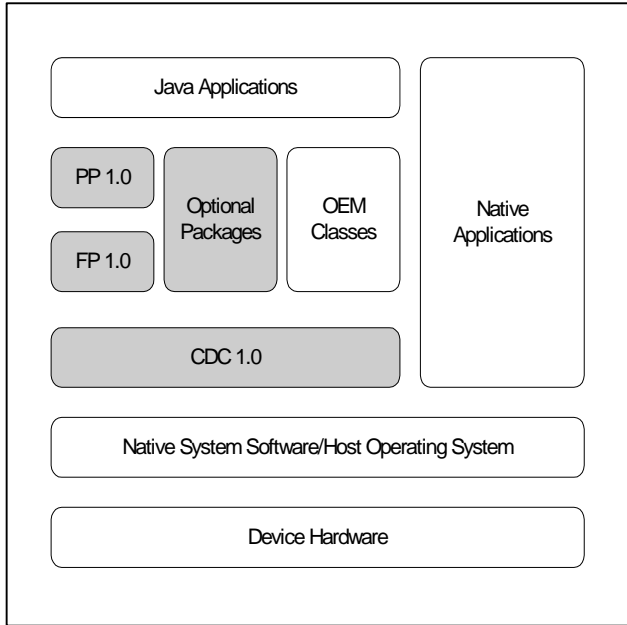 Java Applications
PP 1.0
FP 1.0
Optional
Packages
OEM
Classes
Native
Applications
CDC 1.0
Native System Software/Host Operating System
Device Hardware